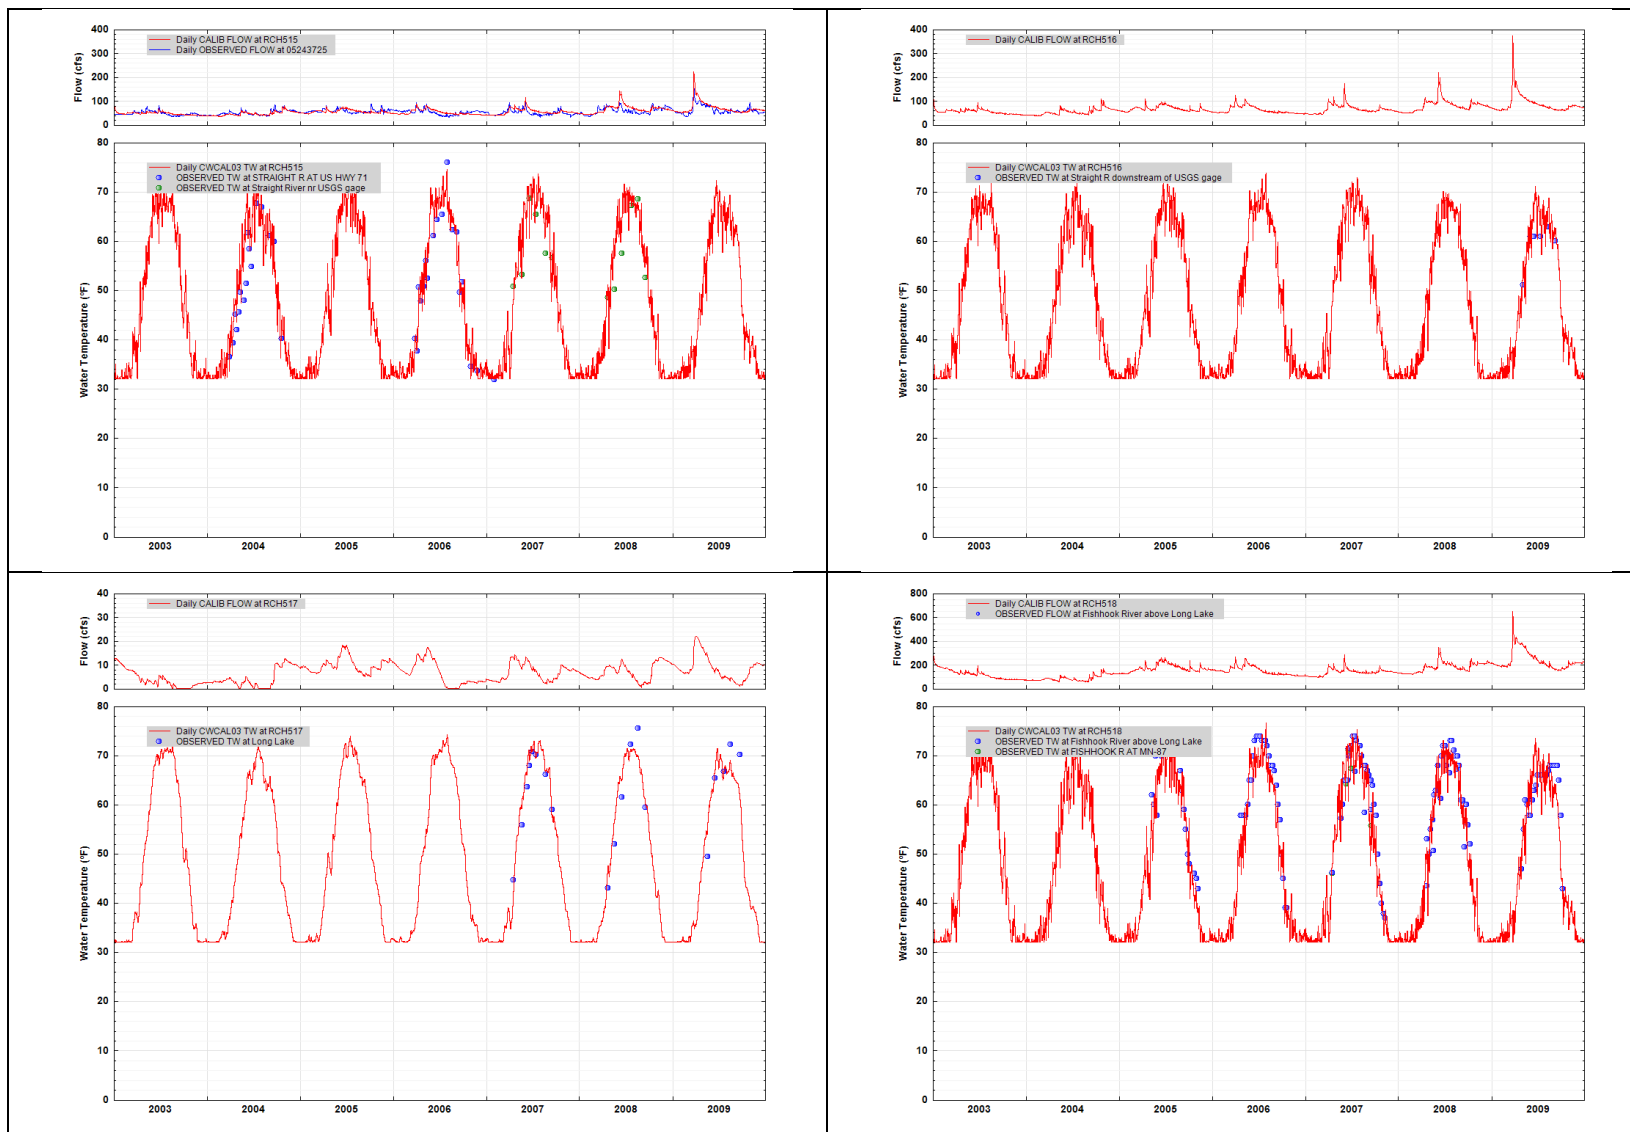 400
300
200
100
0
Flow (cfs)
Daily CALIB FLOW at RCH515
Daily OBSERVED FLOW at 05243725
80
70
60
50
40
30
20
10
0
Water Temperature (°F)
Daily CWCAL03 TW at RCH515
OBSERVED TW at STRAIGHT R AT US HWY 71
OBSERVED TW at Straight River nr USGS gage
2003 2004 2005 2006 2007 2008 2009
400
300
200
100
0
Flow (cfs)
Daily CALIB FLOW at RCH516
80
70
60
50
40
30
20
10
0
Water Temperature (°F)
Daily CWCAL03 TW at RCH516
OBSERVED TW at Straight R downstream of USGS gage
2003 2004 2005 2006 2007 2008 2009
40
30
20
10
0
Flow (cfs)
Daily CALIB FLOW at RCH517
80
70
60
50
40
30
20
10
0
Water Temperature (°F)
Daily CWCAL03 TW at RCH517
OBSERVED TW at Long Lake
2003 2004 2005 2006 2007 2008 2009
800
600
400
200
0
Flow (cfs)
Daily CALIB FLOW at RCH518
OBSERVED FLOW at Fishhook River above Long Lake
80
70
60
50
40
30
20
10
0
Water Temperature (°F)
Daily CWCAL03 TW at RCH518
OBSERVED TW at Fishhook River above Long Lake
OBSERVED TW at FISHHOOK R AT MN-87
2003 2004 2005 2006 2007 2008 2009